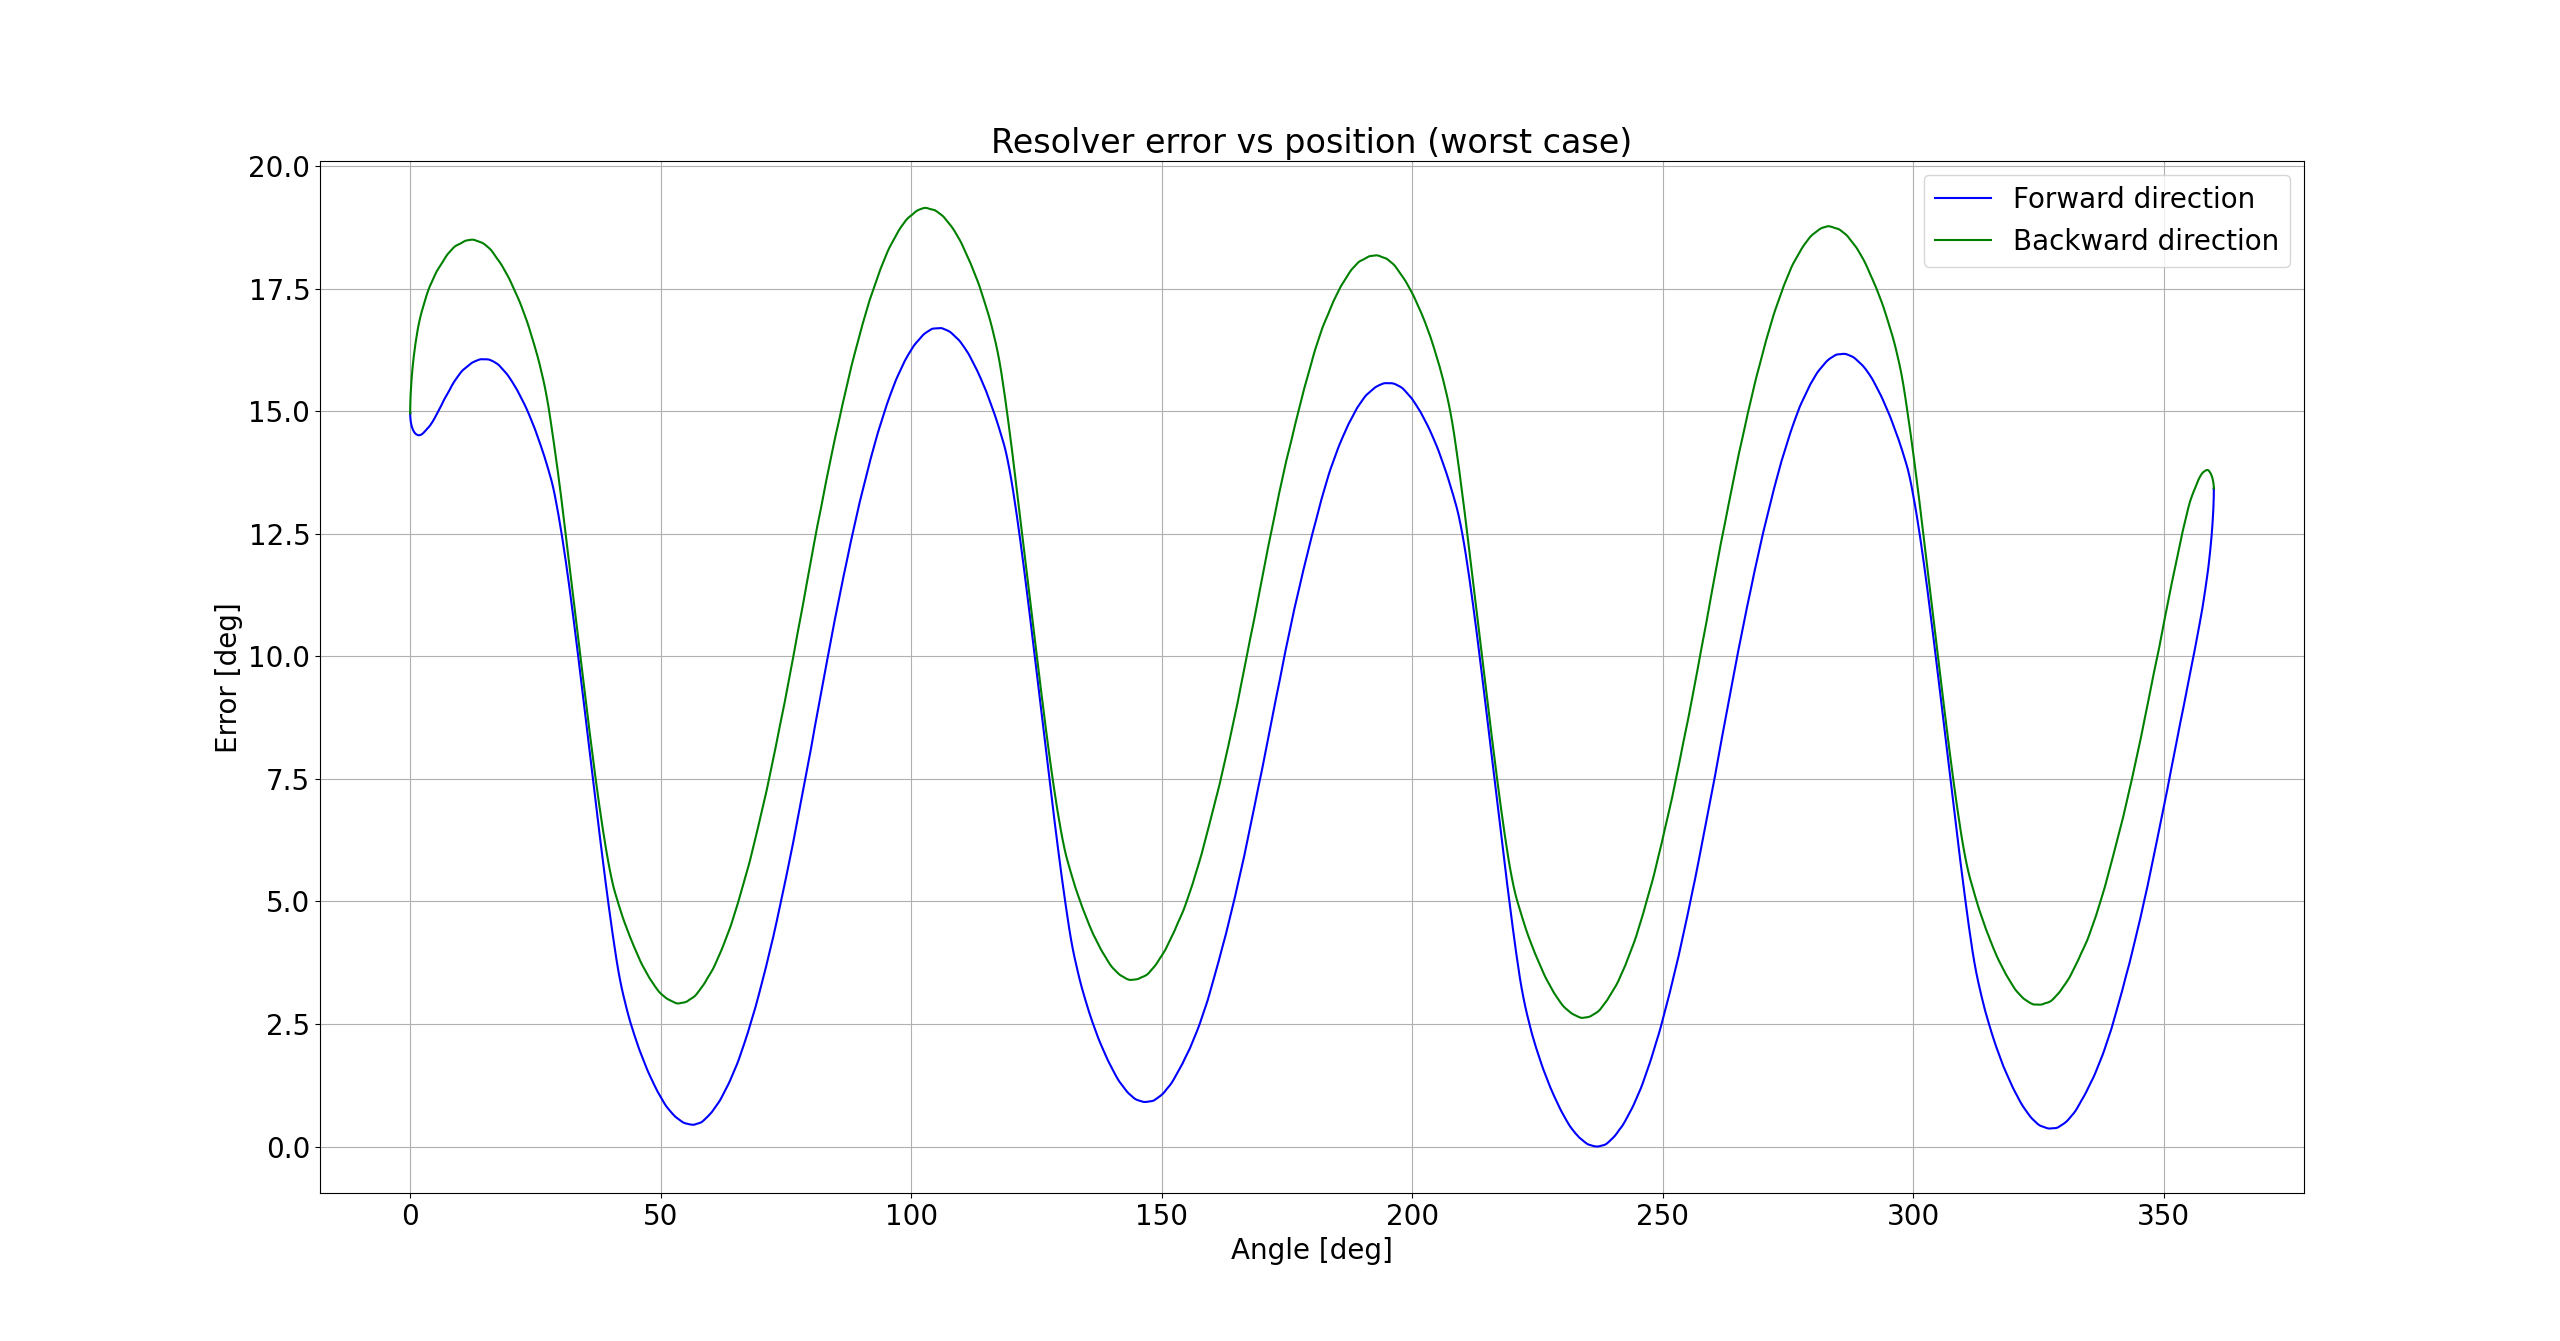 Resolver error vs position (worst case)
Forward direction
Backward direction
Error [deg]
20.0
17.5
15.0
12.5
10.0
7.5
5.0
2.5
0.0
0 50 100 150 200 250 300 350
Angle [deg]